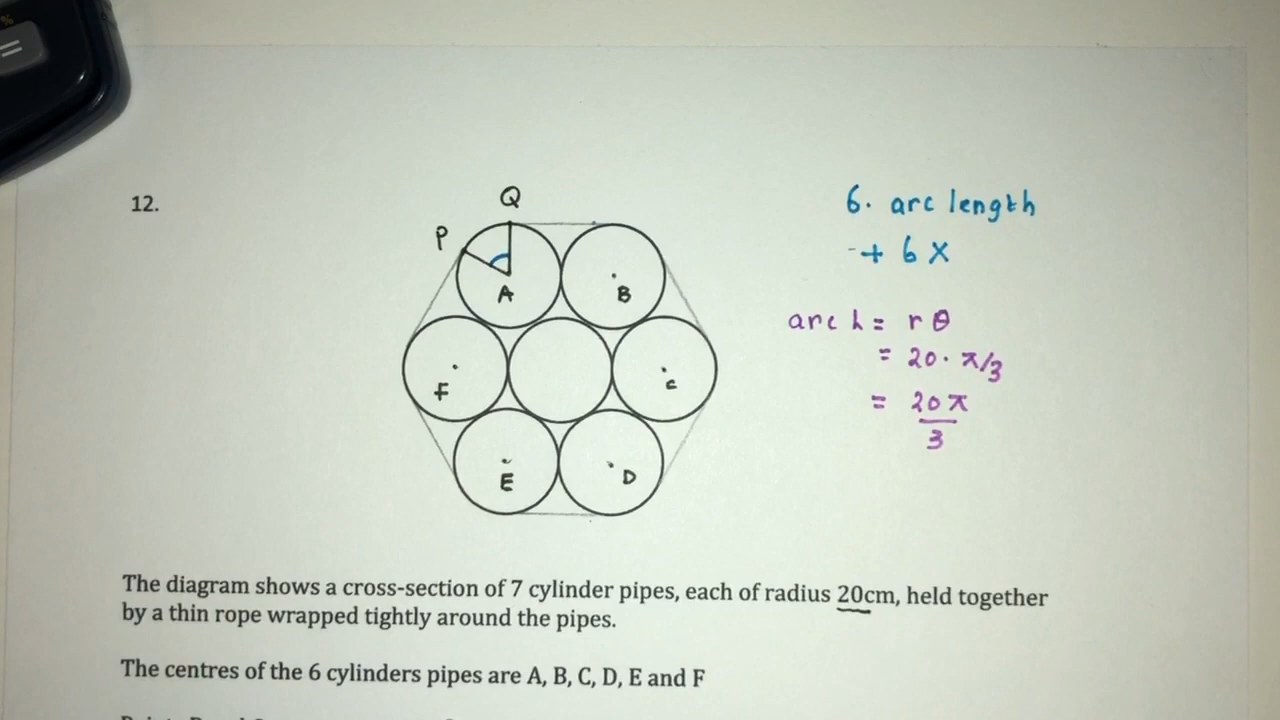 %
=
12.
Q
P
A
B
F
C
E
D
6. arc length
+ 6 x
arc L = r θ
= 20. π/3
= 20 π
3
The diagram shows a cross-section of 7 cylinder pipes, each of radius 20cm, held together
by a thin rope wrapped tightly around the pipes.
The centres of the 6 cylinders pipes are A, B, C, D, E and F